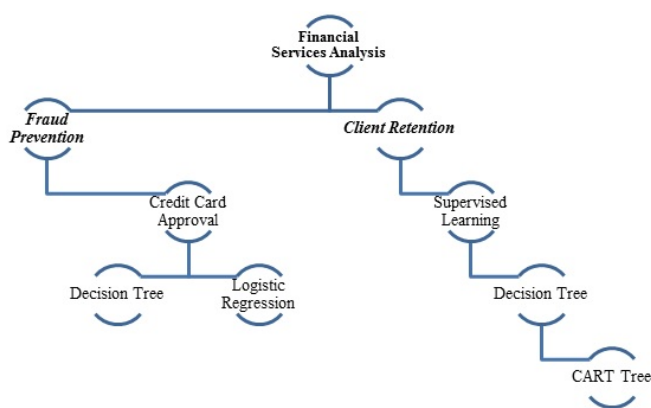 Financial
Services Analysis
Fraud
Prevention
Client Retention
Credit Card
Approval
Supervised
Learning
Decision Tree
Logistic
Regression
Decision Tree
CART Tree